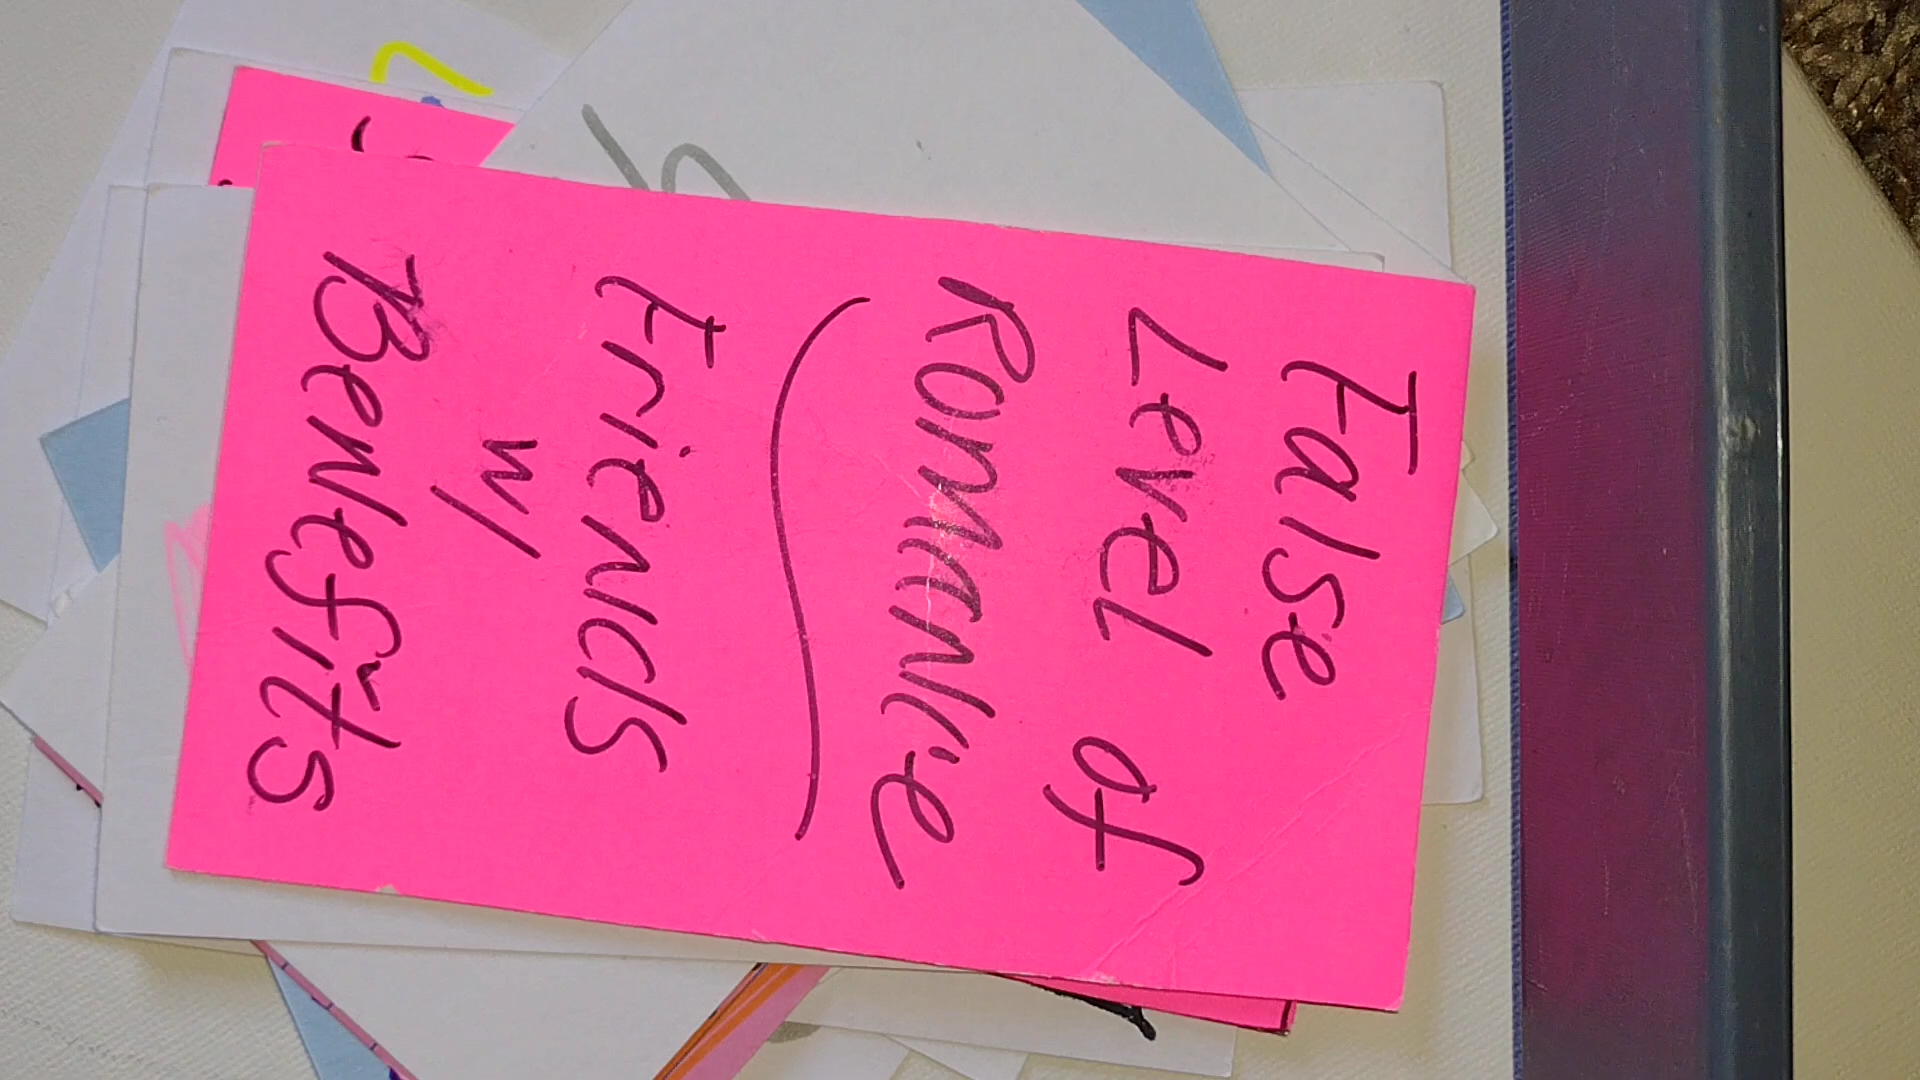 False
Level of
Romance
Friends
w/
Benefits